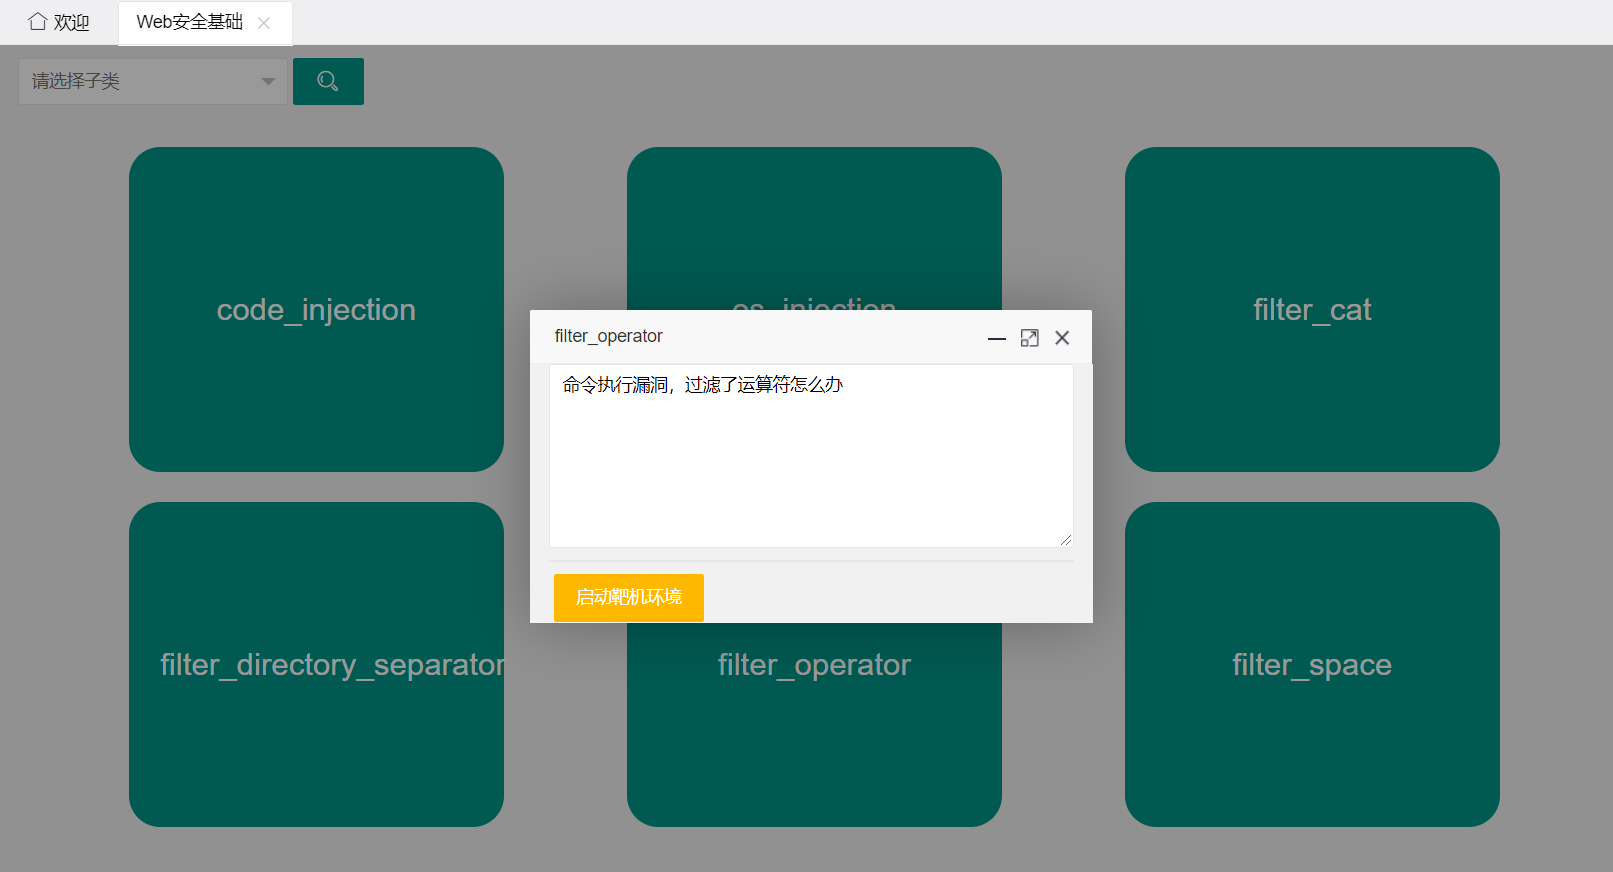 欢迎
Web安全基础
请选择子类
code_injection
os_injection
filter_cat
filter_operator
命令执行漏洞，过滤了运算符怎么办
启动靶机环境
filter_directory_separator
filter_operator
filter_space